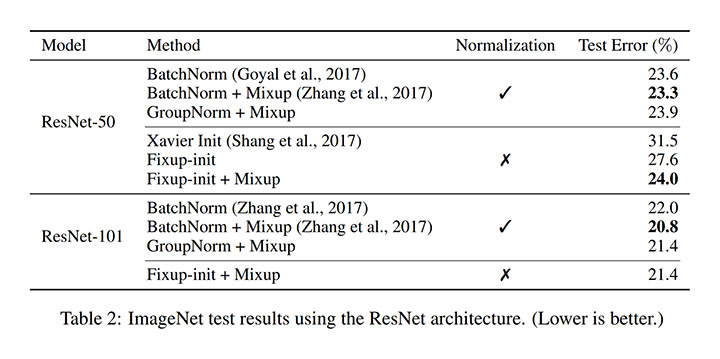 Model Method Normalization Test Error (%)
BatchNorm (Goyal et al., 2017) 23.6
BatchNorm + Mixup (Zhang et al., 2017) ✓ 23.3
GroupNorm + Mixup 23.9
ResNet-50
Xavier Init (Shang et al., 2017) 31.5
Fixup-init ✗ 27.6
Fixup-init + Mixup 24.0
BatchNorm (Zhang et al., 2017) 22.0
BatchNorm + Mixup (Zhang et al., 2017) ✓ 20.8
ResNet-101
GroupNorm + Mixup 21.4
Fixup-init + Mixup ✗ 21.4
Table 2: ImageNet test results using the ResNet architecture. (Lower is better.)